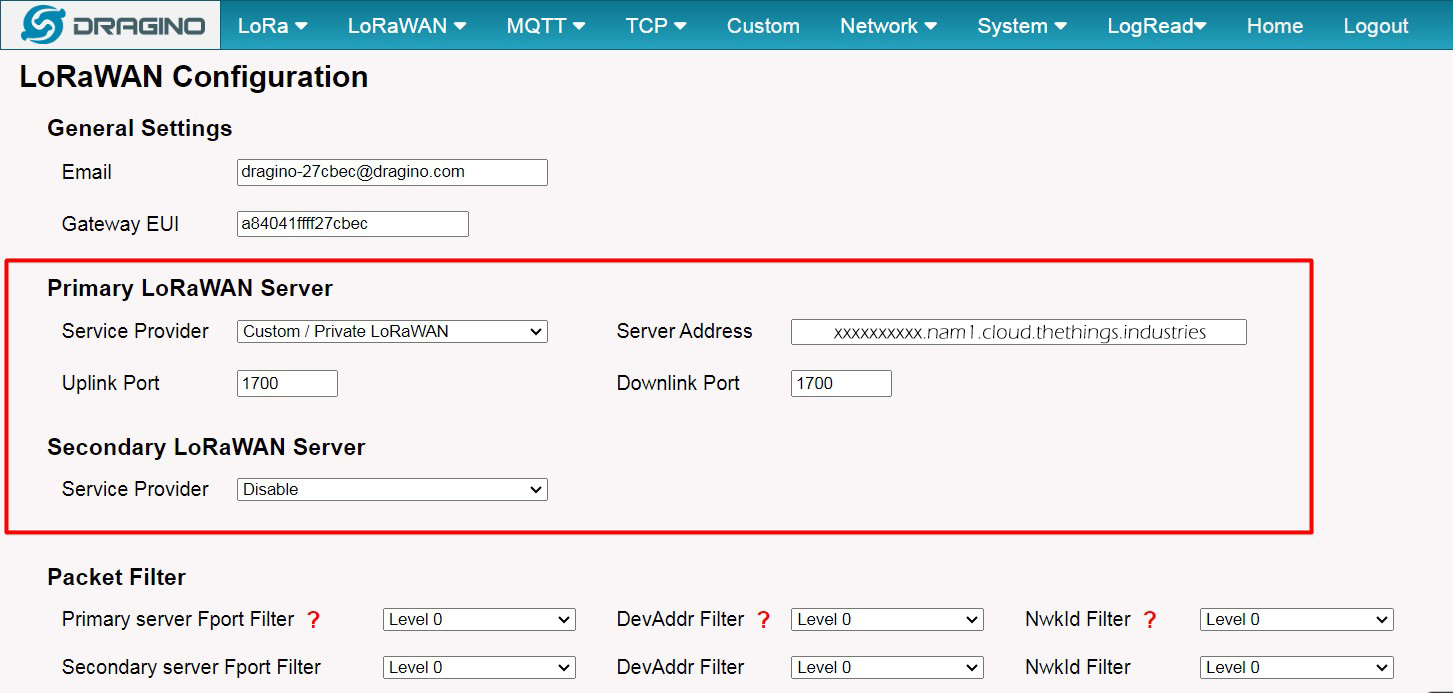 DRAGINO LoRa LoRaWAN MQTT TCP Custom Network System LogRead Home Logout
LoRaWAN Configuration
General Settings
Email dragino-27cbec@dragino.com
Gateway EUI a84041ffff27cbec
Primary LoRaWAN Server
Service Provider Custom / Private LoRaWAN Server Address xxxxxxxxxx.nam1.cloud.thethings.industries
Uplink Port 1700 Downlink Port 1700
Secondary LoRaWAN Server
Service Provider Disable
Packet Filter
Primary server Fport Filter ? Level 0 DevAddr Filter ? Level 0 NwkId Filter ? Level 0
Secondary server Fport Filter Level 0 DevAddr Filter Level 0 NwkId Filter Level 0